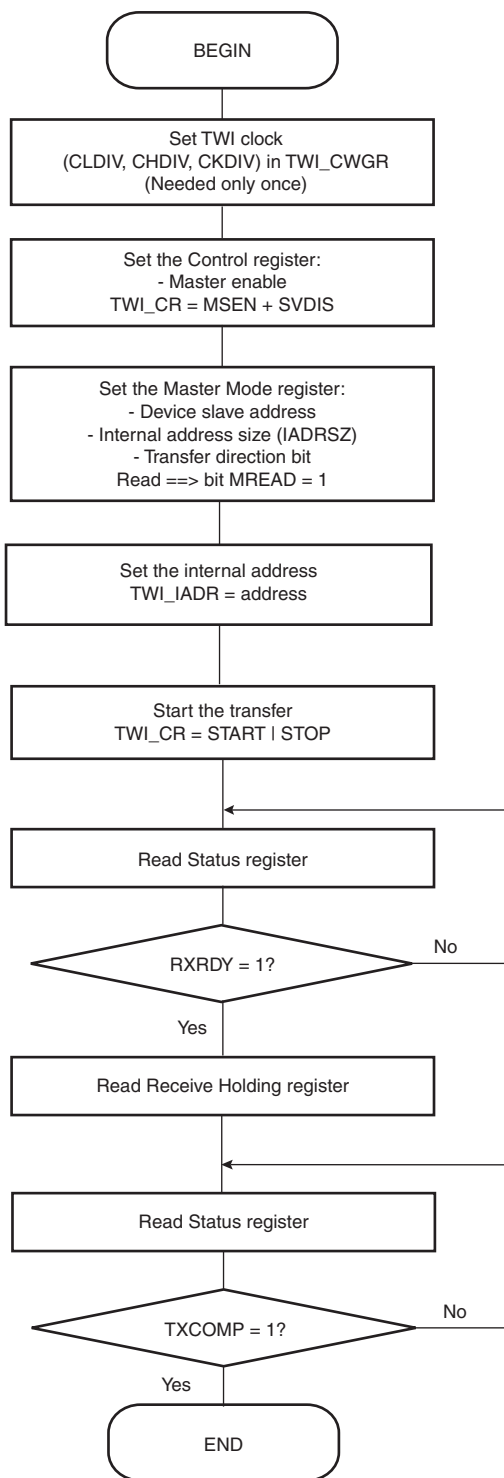 BEGIN
Set TWI clock
(CLDIV, CHDIV, CKDIV) in TWI_CWGR
(Needed only once)
Set the Control register:
- Master enable
TWI_CR = MSEN + SVDIS
Set the Master Mode register:
- Device slave address
- Internal address size (IADRSZ)
- Transfer direction bit
Read ==> bit MREAD = 1
Set the internal address
TWI_IADR = address
Start the transfer
TWI_CR = START | STOP
Read Status register
RXRDY = 1?
No
Yes
Read Receive Holding register
Read Status register
TXCOMP = 1?
No
Yes
END